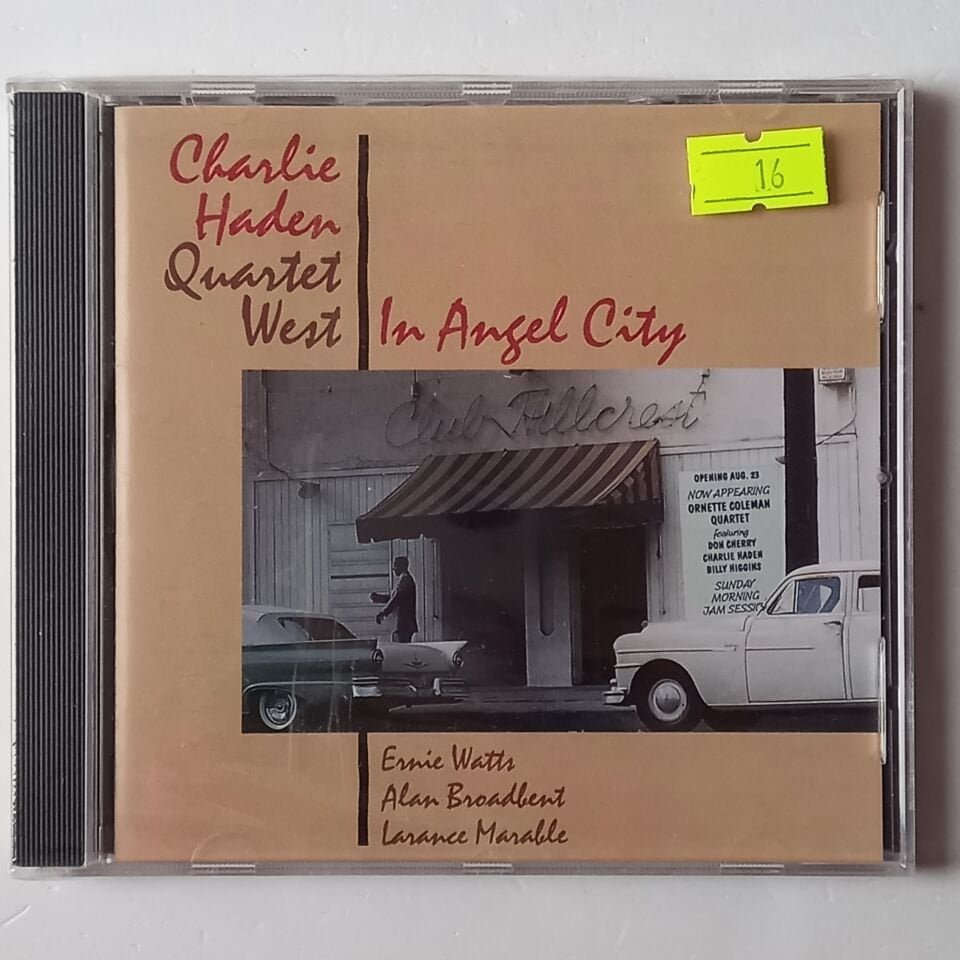 Charlie
Haden
Quartet
West
In Angel City
16
Club Hillcrest
OPENING AUG. 23
NOW APPEARING
ORNETTE COLEMAN
QUARTET
featuring
DON CHERRY
CHARLIE HADEN
BILLY HIGGINS
SUNDAY
MORNING
JAM SESSIO
Ernie Watts
Alan Broadbent
Larance Marable